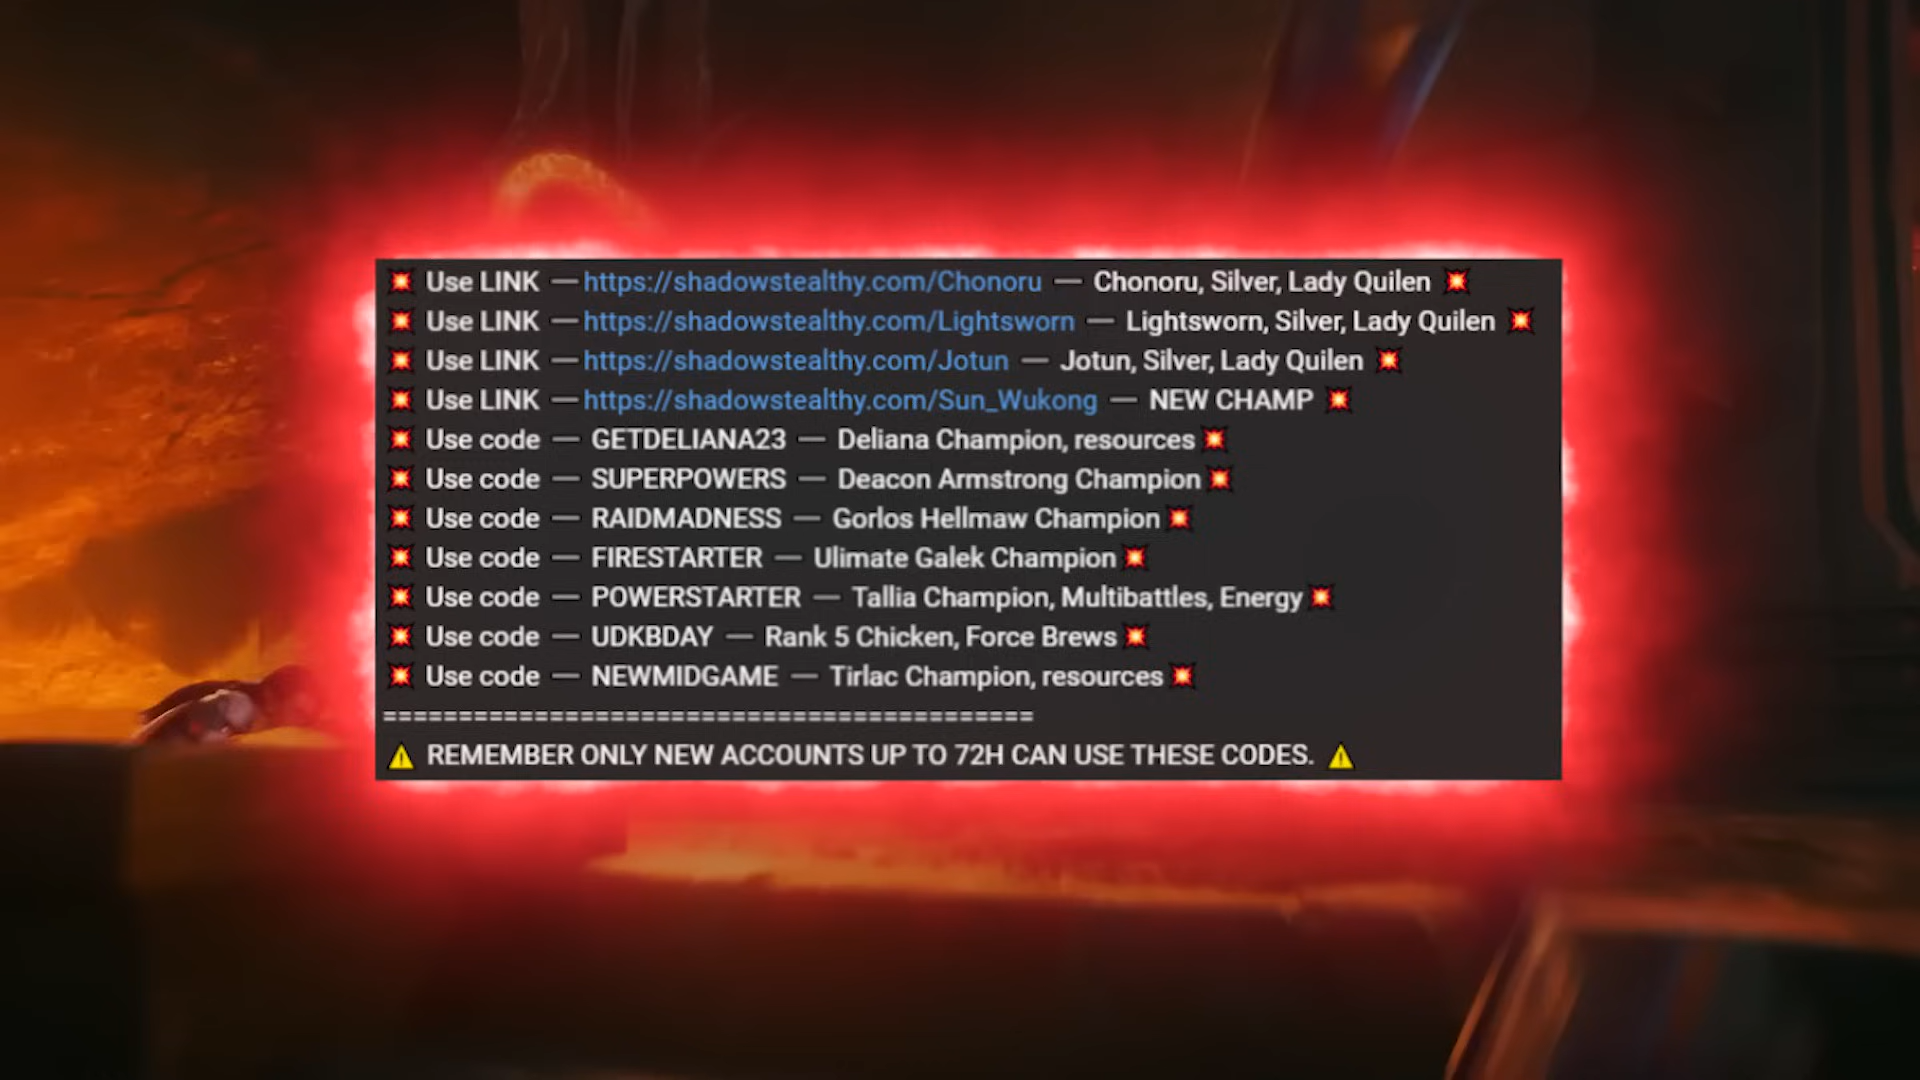 💥 Use LINK — https://shadowstealthy.com/Chonoru — Chonoru, Silver, Lady Quilen 💥
💥 Use LINK — https://shadowstealthy.com/Lightsworn — Lightsworn, Silver, Lady Quilen 💥
💥 Use LINK — https://shadowstealthy.com/Jotun — Jotun, Silver, Lady Quilen 💥
💥 Use LINK — https://shadowstealthy.com/Sun_Wukong — NEW CHAMP 💥
💥 Use code — GETDELIANA23 — Deliana Champion, resources 💥
💥 Use code — SUPERPOWERS — Deacon Armstrong Champion 💥
💥 Use code — RAIDMADNESS — Gorlos Hellmaw Champion 💥
💥 Use code — FIRESTARTER — Ulimate Galek Champion 💥
💥 Use code — POWERSTARTER — Tallia Champion, Multibattles, Energy 💥
💥 Use code — UDKBDAY — Rank 5 Chicken, Force Brews 💥
💥 Use code — NEWMIDGAME — Tirlac Champion, resources 💥
===========================================
⚠ REMEMBER ONLY NEW ACCOUNTS UP TO 72H CAN USE THESE CODES. ⚠